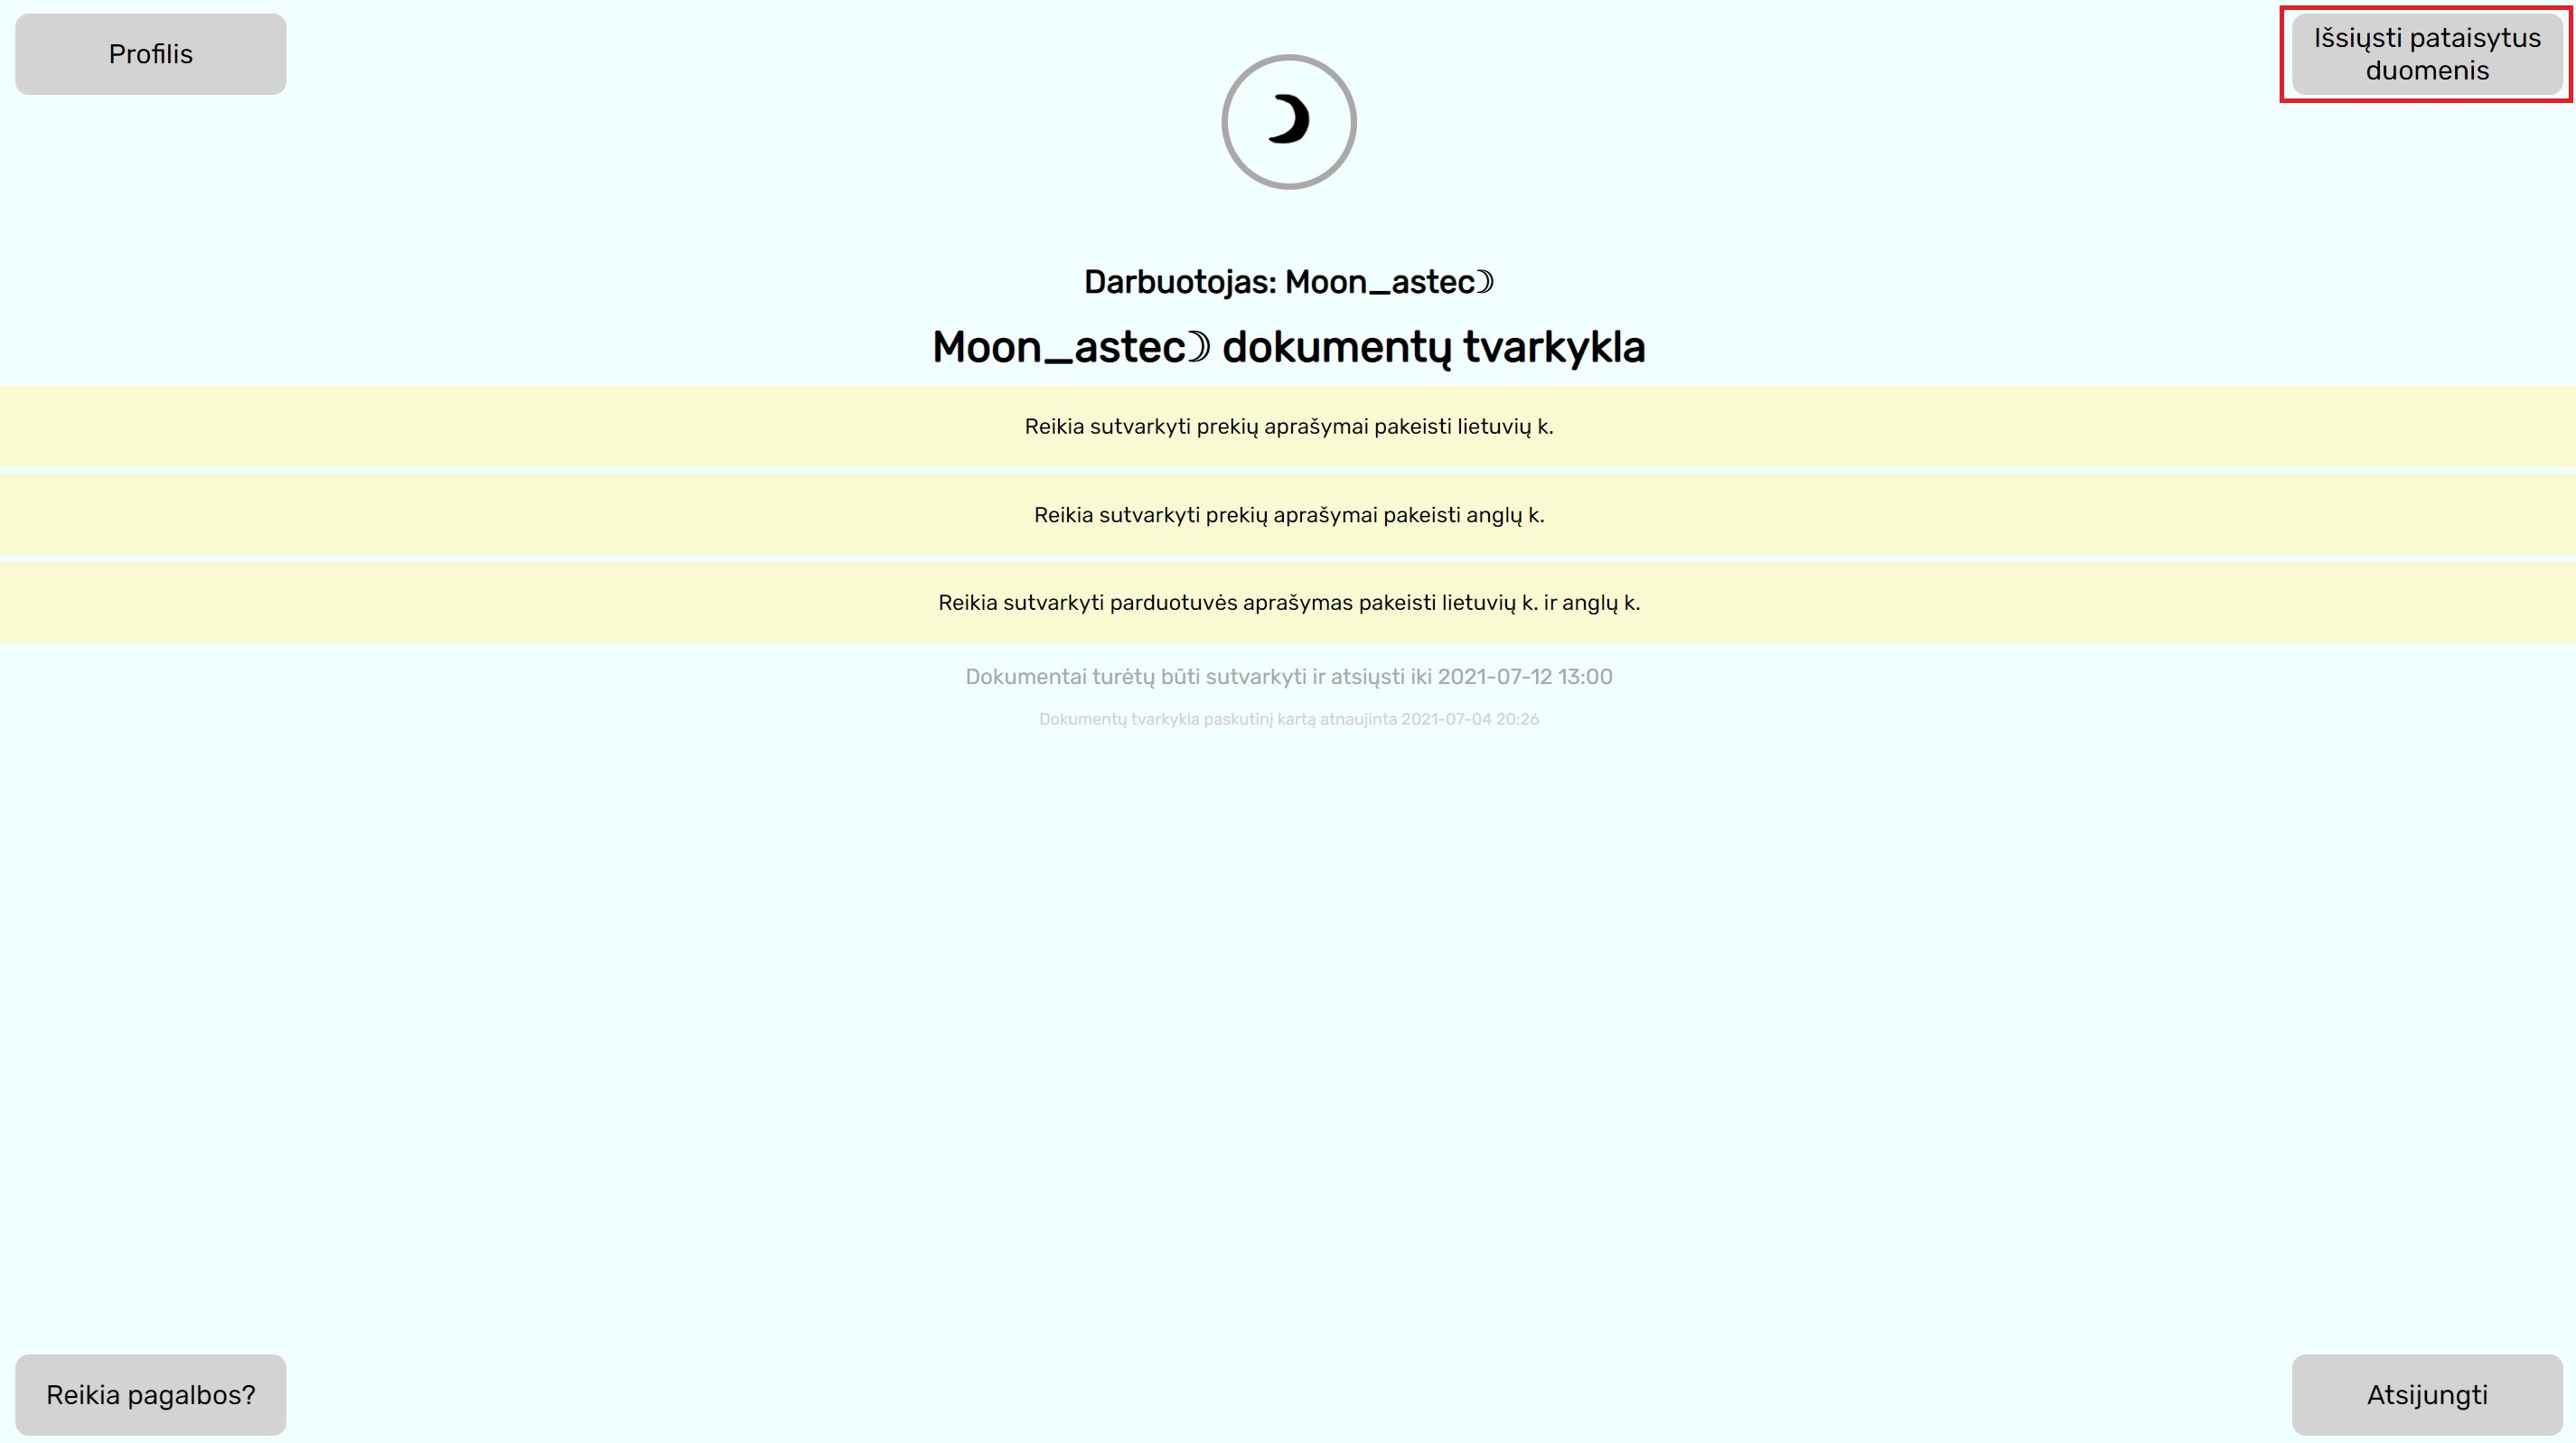 Profilis
Išsiųsti pataisytus
duomenis
Darbuotojas: Moon_astec☽
Moon_astec☽ dokumentų tvarkykla
Reikia sutvarkyti prekių aprašymai pakeisti lietuvių k.
Reikia sutvarkyti prekių aprašymai pakeisti anglų k.
Reikia sutvarkyti parduotuvės aprašymas pakeisti lietuvių k. ir anglų k.
Dokumentai turėtų būti sutvarkyti ir atsiųsti iki 2021-07-12 13:00
Dokumentų tvarkykla paskutinį kartą atnaujinta 2021-07-04 20:26
Reikia pagalbos?
Atsijungti